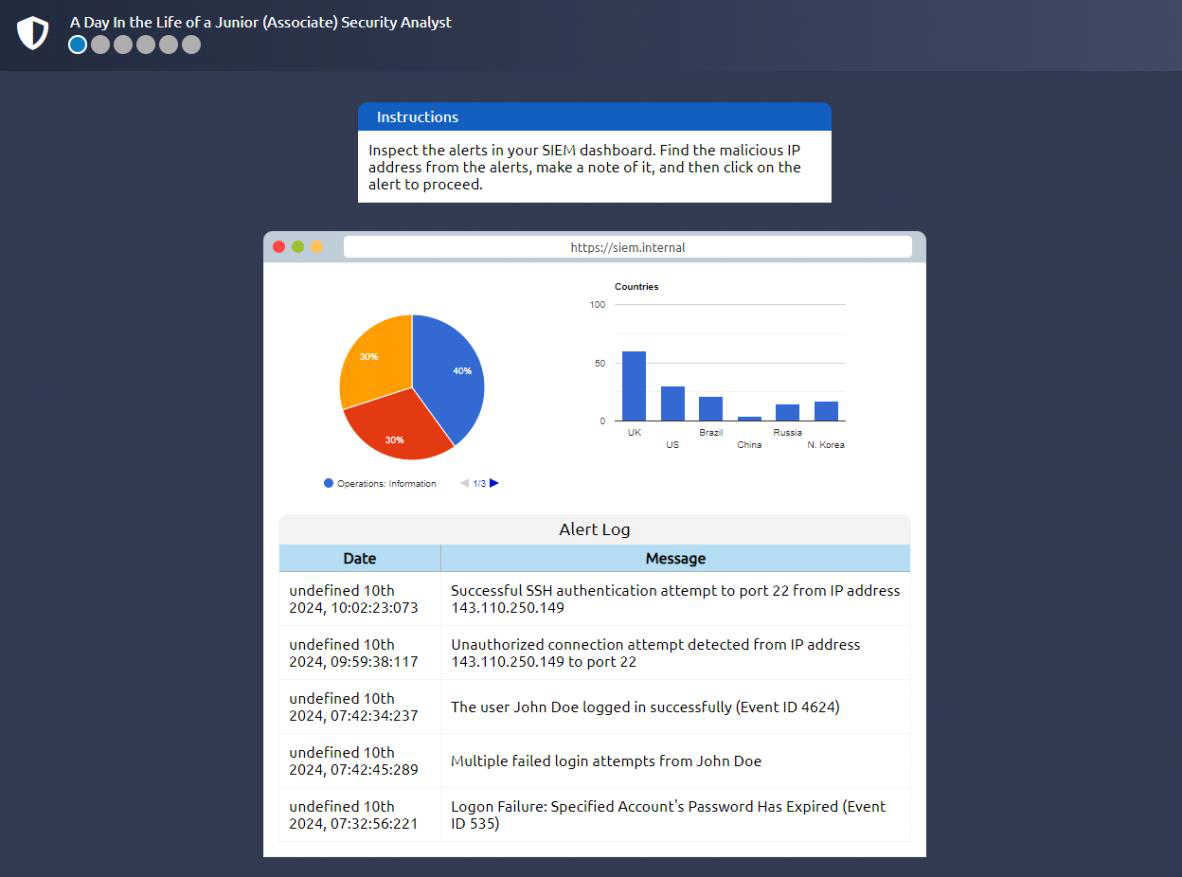 A Day In the Life of a Junior (Associate) Security Analyst
Instructions
Inspect the alerts in your SIEM dashboard. Find the malicious IP
address from the alerts, make a note of it, and then click on the
alert to proceed.
https://siem.internal
40%
30%
30%
Operations: Information
1/3
Countries
100
50
0
UK
US
Brazil
China
Russia
N. Korea
Alert Log
Date Message
undefined 10th
2024, 10:02:23:073
Successful SSH authentication attempt to port 22 from IP address
143.110.250.149
undefined 10th
2024, 09:59:38:117
Unauthorized connection attempt detected from IP address
143.110.250.149 to port 22
undefined 10th
2024, 07:42:34:237
The user John Doe logged in successfully (Event ID 4624)
undefined 10th
2024, 07:42:45:289
Multiple failed login attempts from John Doe
undefined 10th
2024, 07:32:56:221
Logon Failure: Specified Account's Password Has Expired (Event
ID 535)